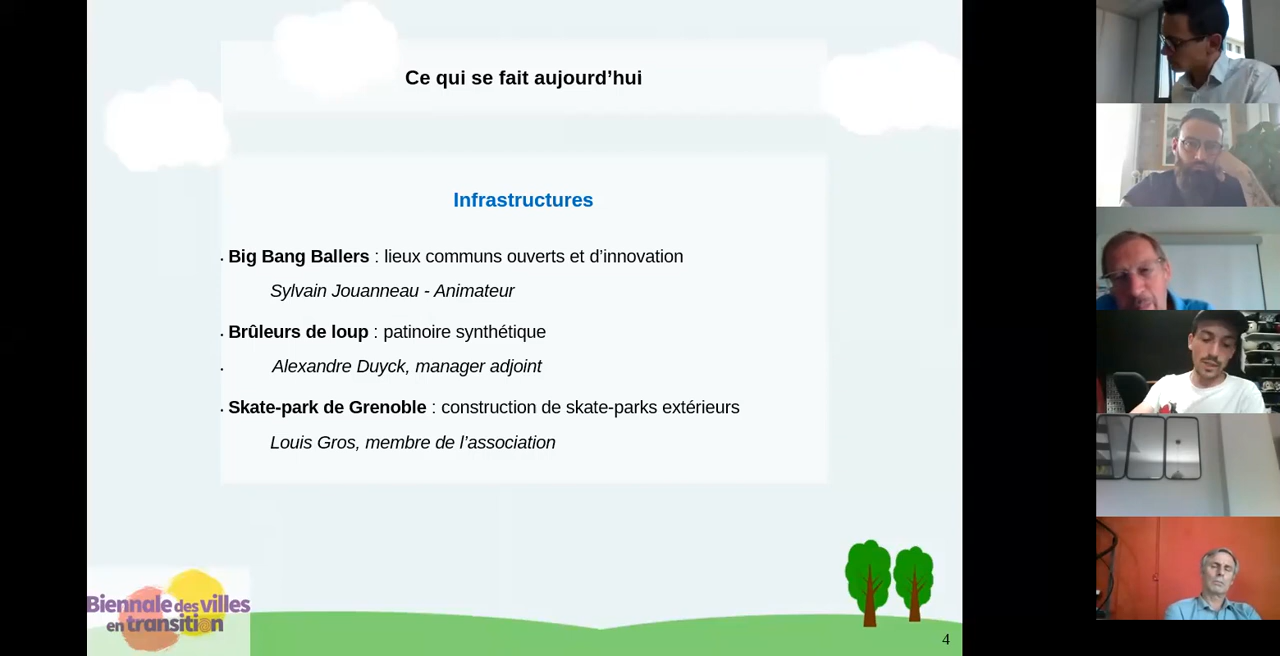 Ce qui se fait aujourd’hui
Infrastructures
Big Bang Ballers : lieux communs ouverts et d’innovation
Sylvain Jouanneau - Animateur
Brûleurs de loup : patinoire synthétique
Alexandre Duyck, manager adjoint
Skate-park de Grenoble : construction de skate-parks extérieurs
Louis Gros, membre de l’association
Biennale des villes
en transition
4